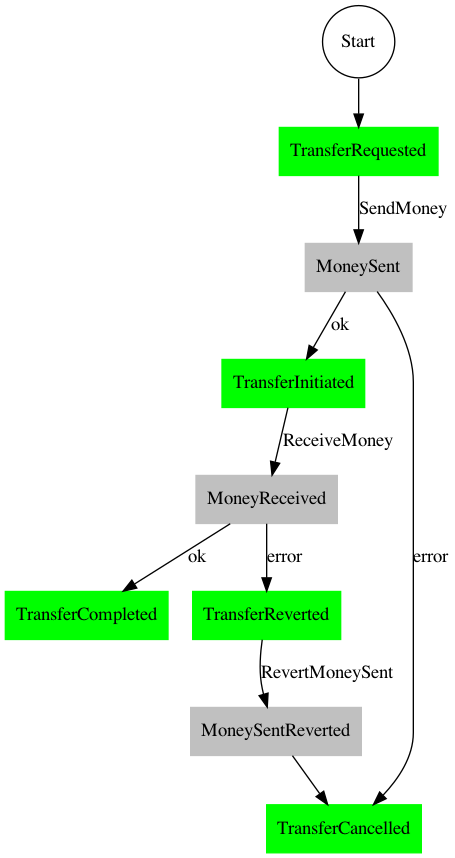 Start
TransferRequested
SendMoney
MoneySent
ok
TransferInitiated
ReceiveMoney
MoneyReceived
ok
error
error
TransferCompleted
TransferReverted
RevertMoneySent
MoneySentReverted
TransferCancelled